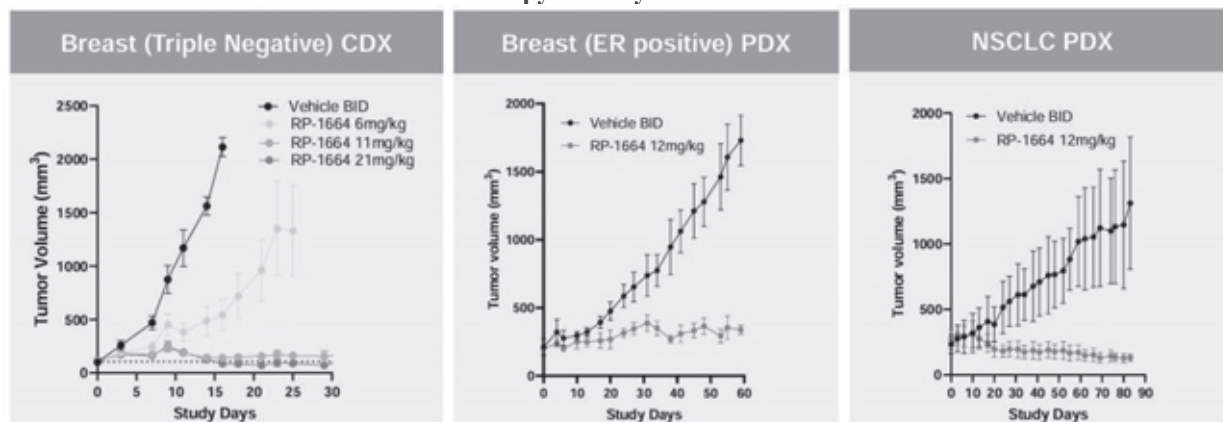 Breast (Triple Negative) CDX
Tumor Volume (mm³)
2500
2000
1500
1000
500
0
Vehicle BID
RP-1664 6mg/kg
RP-1664 11mg/kg
RP-1664 21mg/kg
0 5 10 15 20 25 30
Study Days
Breast (ER positive) PDX
Tumor volume (mm³)
2000
1500
1000
500
0
Vehicle BID
RP-1664 12mg/kg
0 10 20 30 40 50 60
Study Days
NSCLC PDX
Tumor volume (mm³)
2000
1500
1000
500
0
Vehicle BID
RP-1664 12mg/kg
0 10 20 30 40 50 60 70 80 90
Study Days